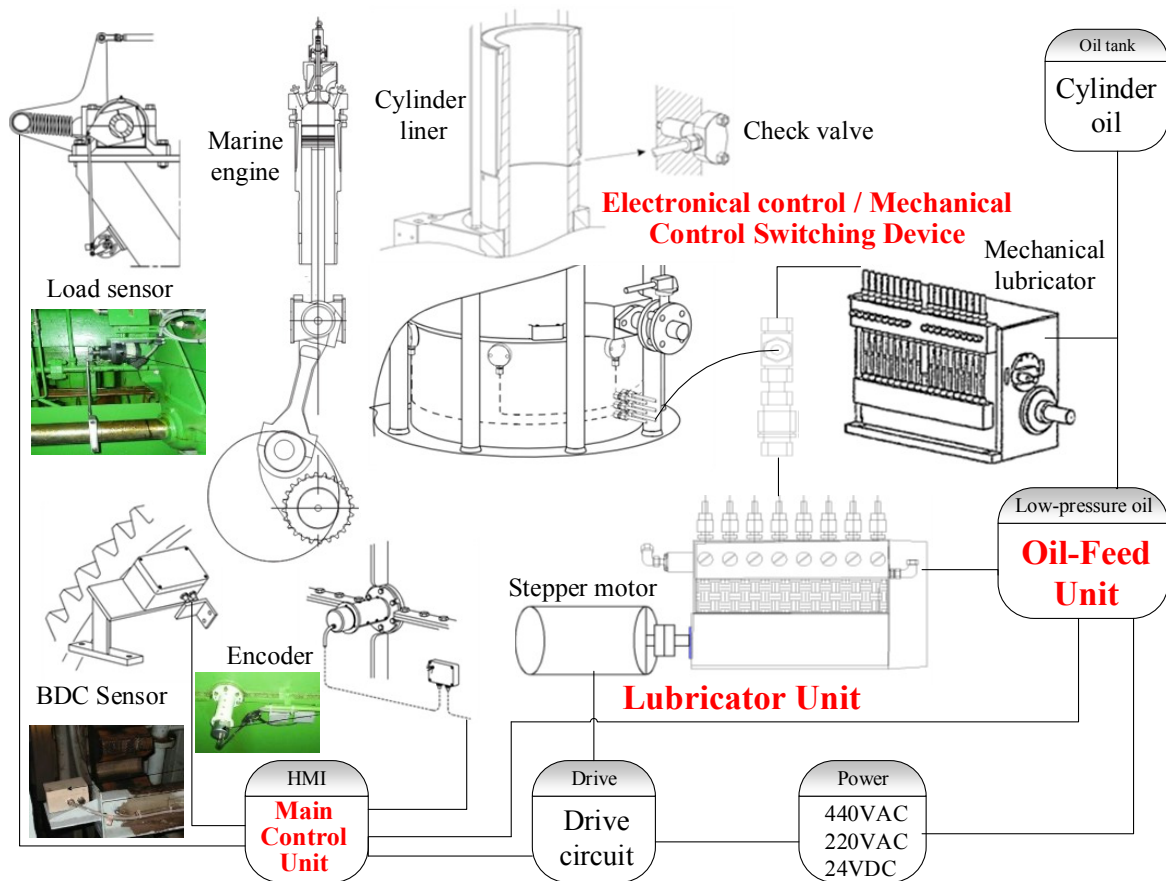 Oil tank
Cylinder
oil
Cylinder
liner
Marine
engine
Check valve
Electronical control / Mechanical
Control Switching Device
Mechanical
lubricator
Load sensor
Low-pressure oil
Oil-Feed
Unit
Stepper motor
Encoder
BDC Sensor
Lubricator Unit
HMI
Main
Control
Unit
Drive
Drive
circuit
Power
440VAC
220VAC
24VDC